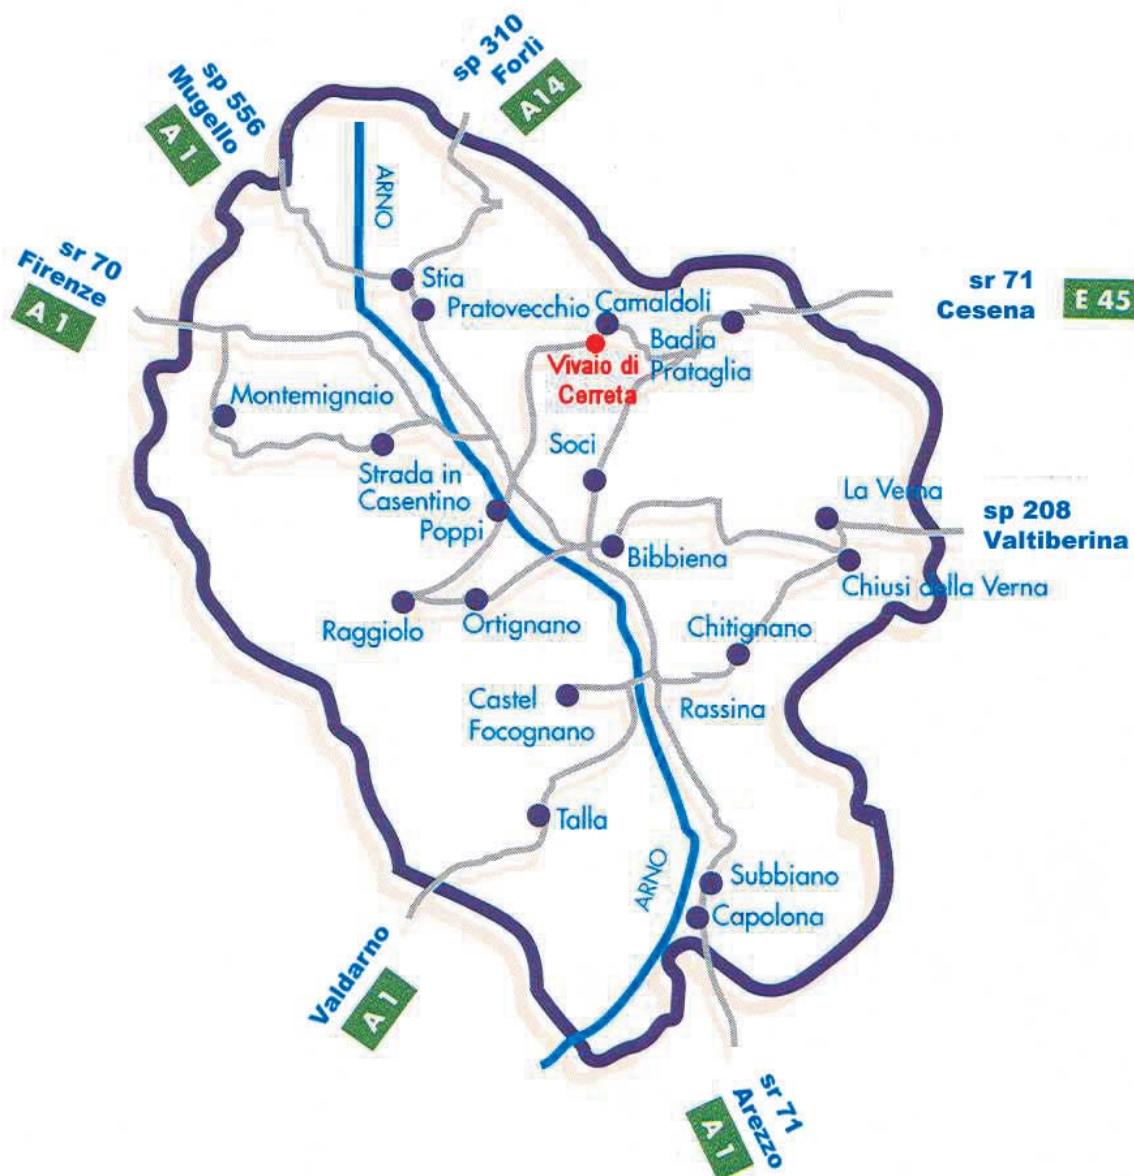 sp 310
Forlì
A14
sp 556
Mugello
A 1
ARNO
sr 70
Firenze
A 1
Stia
sr 71
Cesena
E 45
Pratovecchio
Camaldoli
Badia
Prataglia
Vivaio di
Cerreta
Montemignaio
Soci
Strada in
Casentino
Poppi
La Verna
sp 208
Valtiberina
Bibbiena
Chiusi della Verna
Raggiolo
Ortignano
Chitignano
Castel
Focognano
Rassina
Talla
ARNO
Subbiano
Capolona
Valdarno
A 1
sr 71
Arezzo
A 1